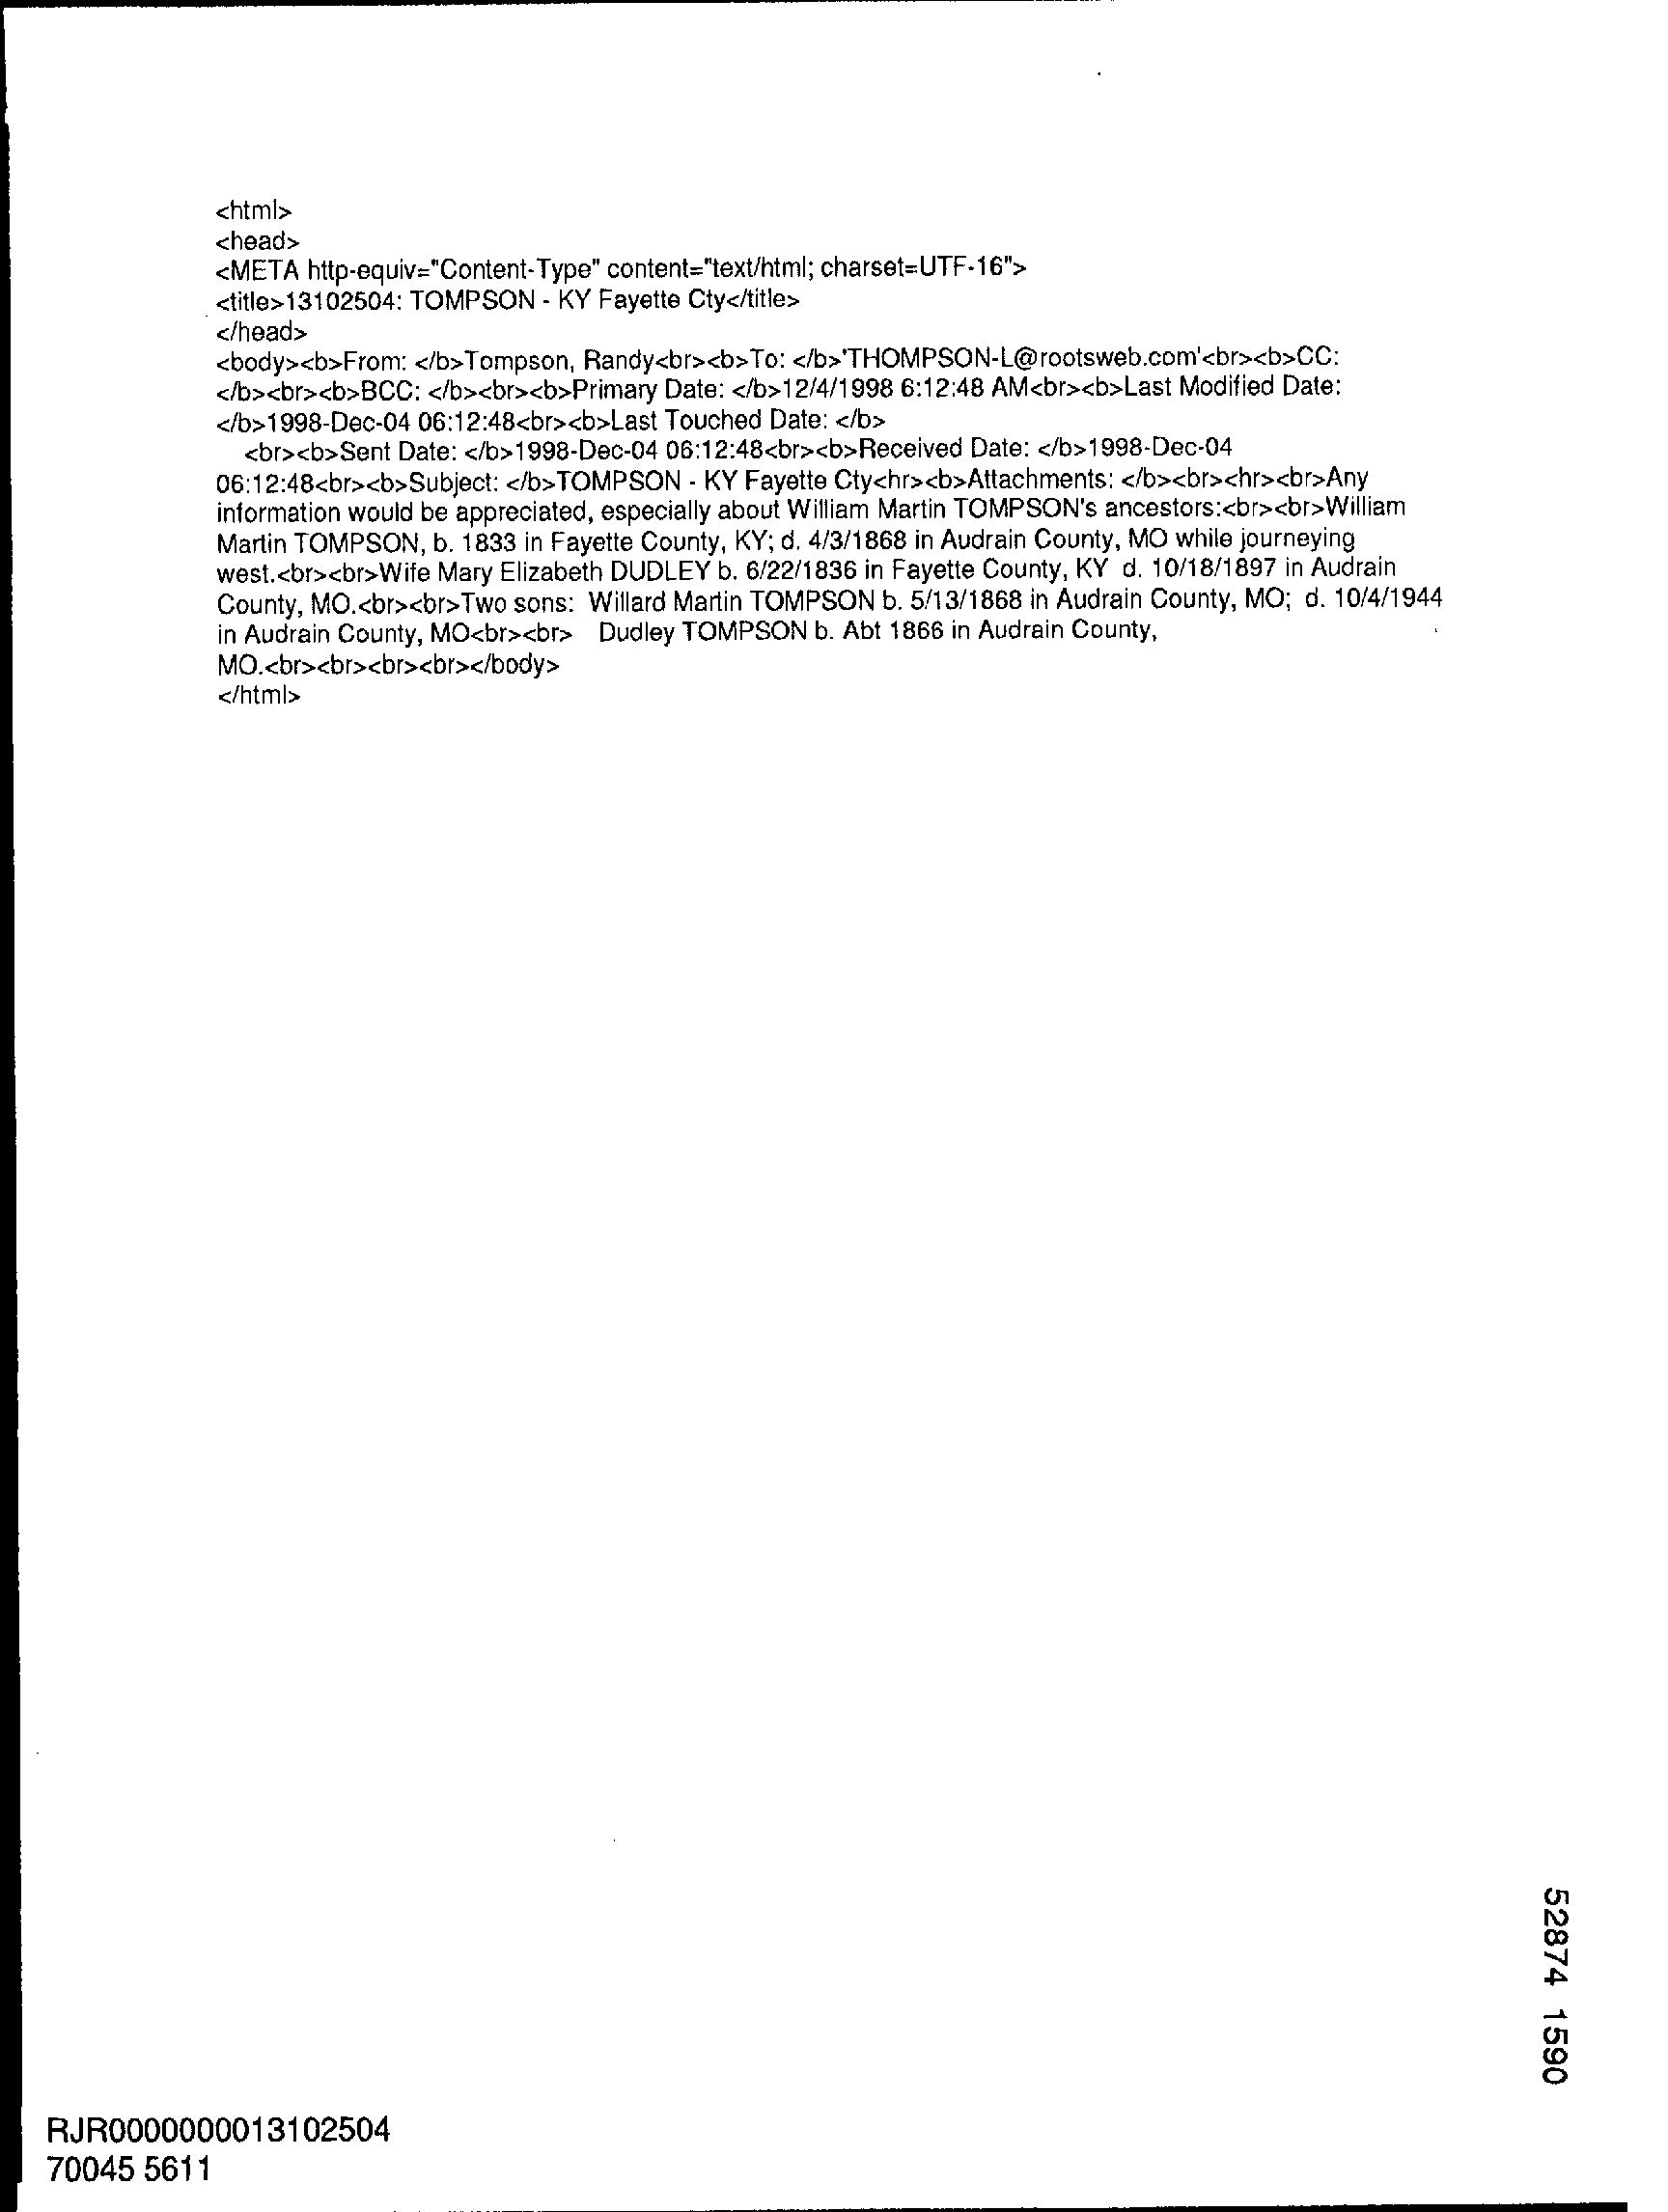 <html>
<head>
<META http-equiv="Content-Type" content="text/html; charset=UTF-16">
<title>13102504: TOMPSON - KY Fayette Cty</title>
</head>
<body><b>From: </b>Tompson, Randy<br><b>To: </b>'THOMPSON-L@rootsweb.com'<br><b>CC:
</b><br><b>BCC: </b><br><b>Primary Date: </b>12/4/1998 6:12:48 AM<br><b>Last Modified Date:
</b>1998-Dec-04 06:12:48<br><b>Last Touched Date: </b>
<br><b>Sent Date: </b>1998-Dec-04 06:12:48<br><b>Received Date: </b>1998-Dec-04
06:12:48<br><b>Subject: </b>TOMPSON - KY Fayette Cty<hr><b>Attachments: </b><br><hr><br>Any
information would be appreciated, especially about William Martin TOMPSON's ancestors:<br><br>William
Martin TOMPSON, b. 1833 in Fayette County, KY; d. 4/3/1868 in Audrain County, MO while journeying
west.<br><br>Wife Mary Elizabeth DUDLEY b. 6/22/1836 in Fayette County, KY  d. 10/18/1897 in Audrain
County, MO.<br><br>Two sons:  Willard Martin TOMPSON b. 5/13/1868 in Audrain County, MO;  d. 10/4/1944
in Audrain County, MO<br><br>   Dudley TOMPSON b. Abt 1866 in Audrain County,
MO.<br><br><br><br></body>
</html>
52874 1590
RJR0000000013102504
70045 5611